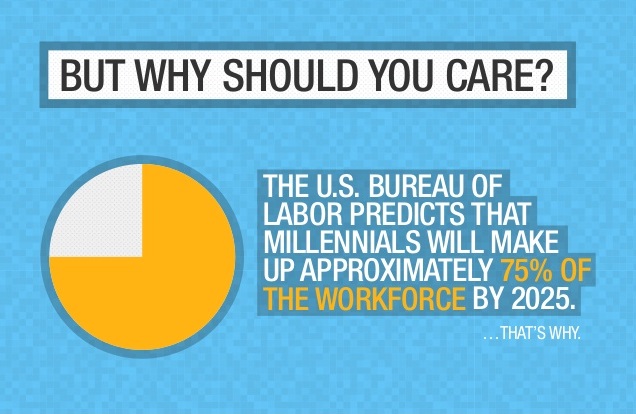 BUT WHY SHOULD YOU CARE?
THE U.S. BUREAU OF
LABOR PREDICTS THAT
MILLENNIALS WILL MAKE
UP APPROXIMATELY 75% OF
THE WORKFORCE BY 2025.
...THAT'S WHY.